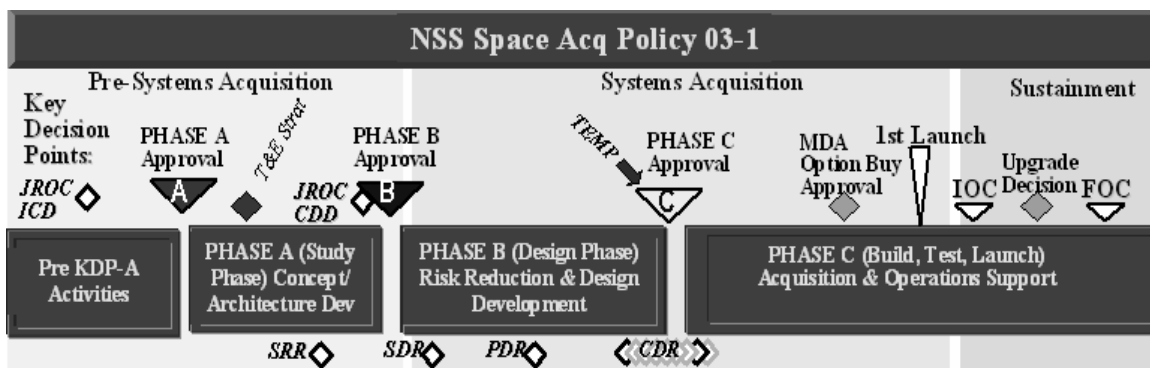 NSS Space Acq Policy 03-1
Pre-Systems Acquisition
Systems Acquisition
Sustainment
Key
Decision
Points:
JROC
ICD
PHASE A
Approval
A
T&E Strat
JROC
CDD
PHASE B
Approval
B
TEMP
PHASE C
Approval
C
MDA
Option Buy
Approval
1st Launch
IOC
Upgrade
Decision
FOC
Pre KDP-A
Activities
PHASE A (Study
Phase) Concept/
Architecture Dev
PHASE B (Design Phase)
Risk Reduction & Design
Development
PHASE C (Build, Test, Launch)
Acquisition & Operations Support
SRR
SDR
PDR
CDR